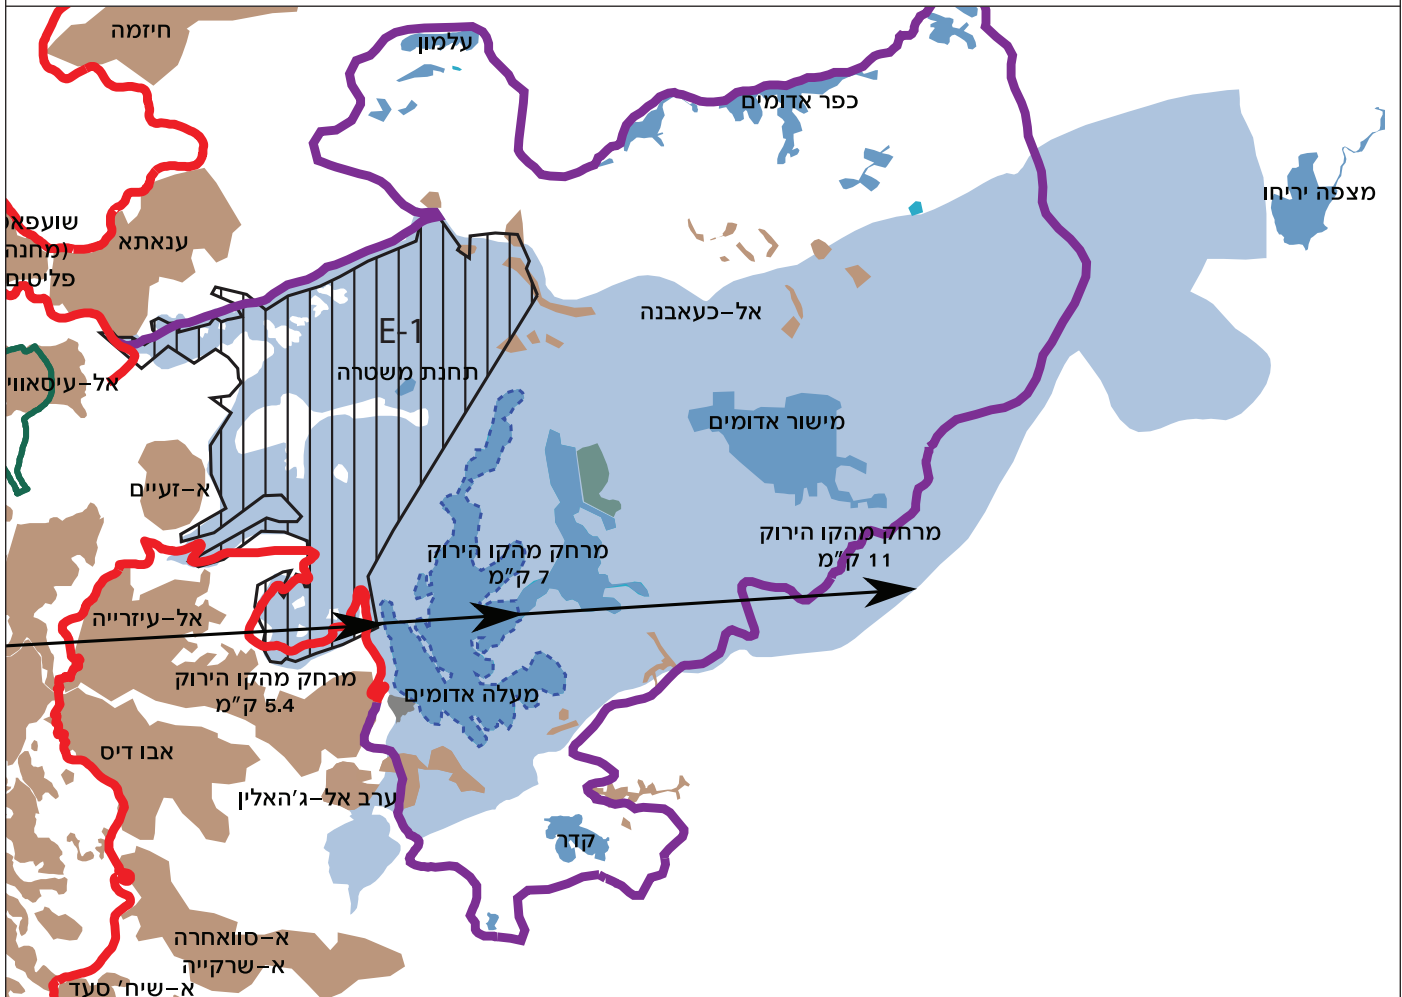 חיזמה
עלמון
כפר אדומים
מצפה יריחו
שועפאט
(מחנה
פליטים
ענאתא
אל-כעאבנה
E-1
תחנת משטרה
אל-עיסאווי
מישור אדומים
א-זעיים
מרחק מהקו הירוק
11 ק"מ
מרחק מהקו הירוק
7 ק"מ
אל-עיזרייה
מרחק מהקו הירוק
5.4 ק"מ
מעלה אדומים
אבו דיס
ערב אל-ג'האלין
קדר
א-סוואחרה
א-שרקייה
א-שיח' סעד